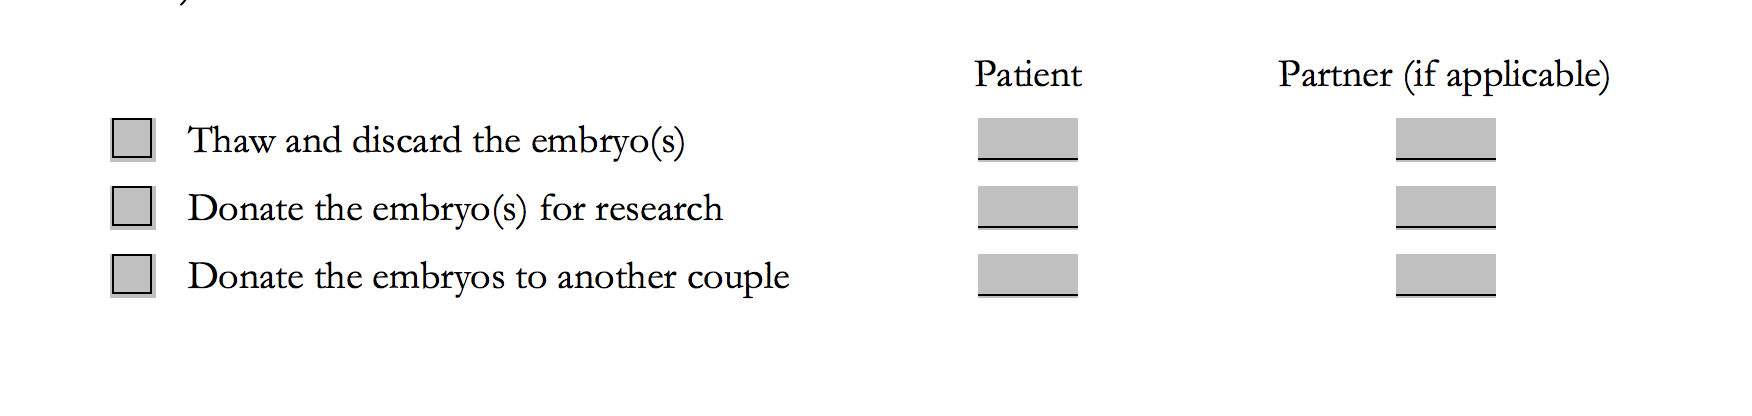 Patient Partner (if applicable)
Thaw and discard the embryo(s)
Donate the embryo(s) for research
Donate the embryos to another couple